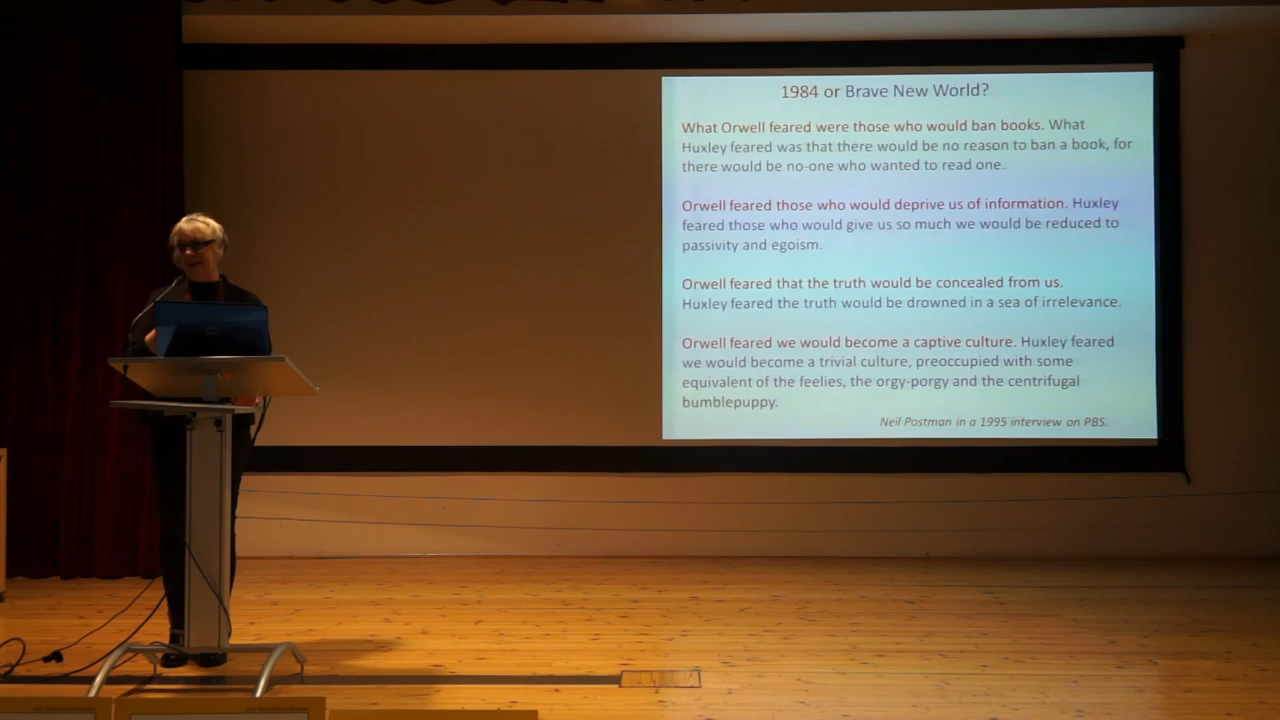 1984 or Brave New World?
What Orwell feared were those who would ban books. What
Huxley feared was that there would be no reason to ban a book, for
there would be no-one who wanted to read one.
Orwell feared those who would deprive us of information. Huxley
feared those who would give us so much we would be reduced to
passivity and egoism.
Orwell feared that the truth would be concealed from us.
Huxley feared the truth would be drowned in a sea of irrelevance.
Orwell feared we would become a captive culture. Huxley feared
we would become a trivial culture, preoccupied with some
equivalent of the feelies, the orgy-porgy and the centrifugal
bumblepuppy.
Neil Postman in a 1995 interview on PBS.